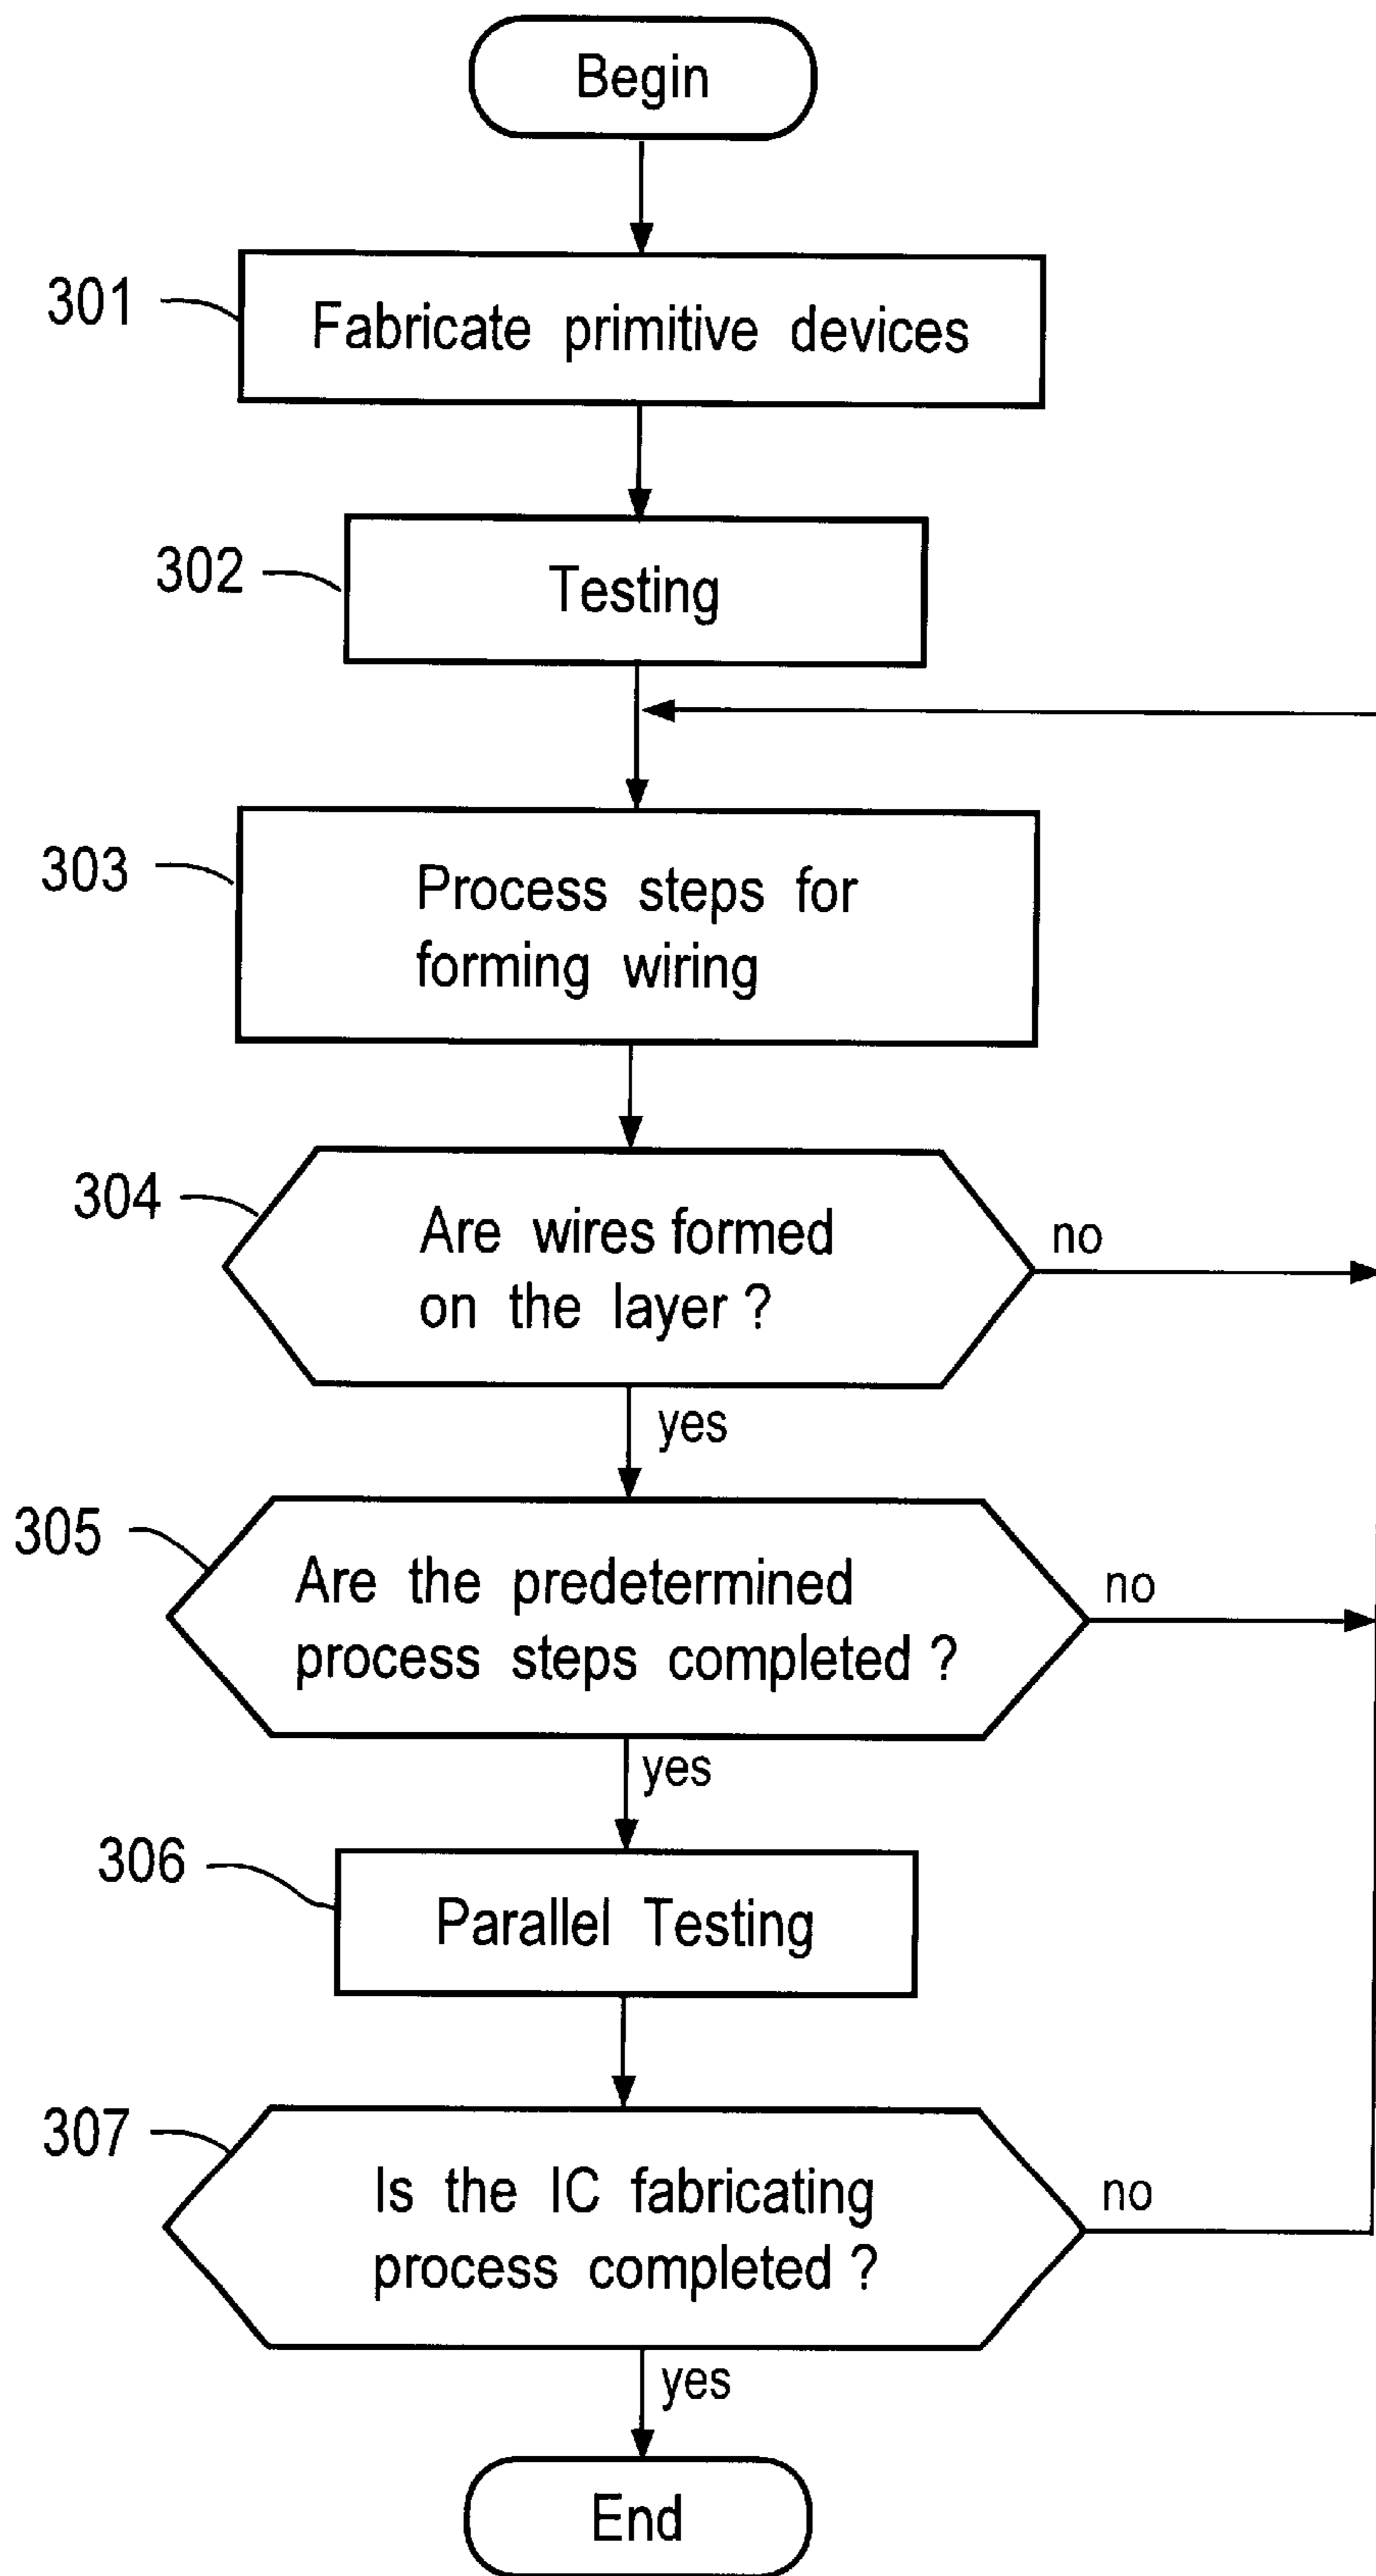 Begin
301
Fabricate primitive devices
302
Testing
303
Process steps for
forming wiring
304
Are wires formed
on the layer ?
no
yes
305
Are the predetermined
process steps completed ?
no
yes
306
Parallel Testing
307
Is the IC fabricating
process completed ?
no
yes
End